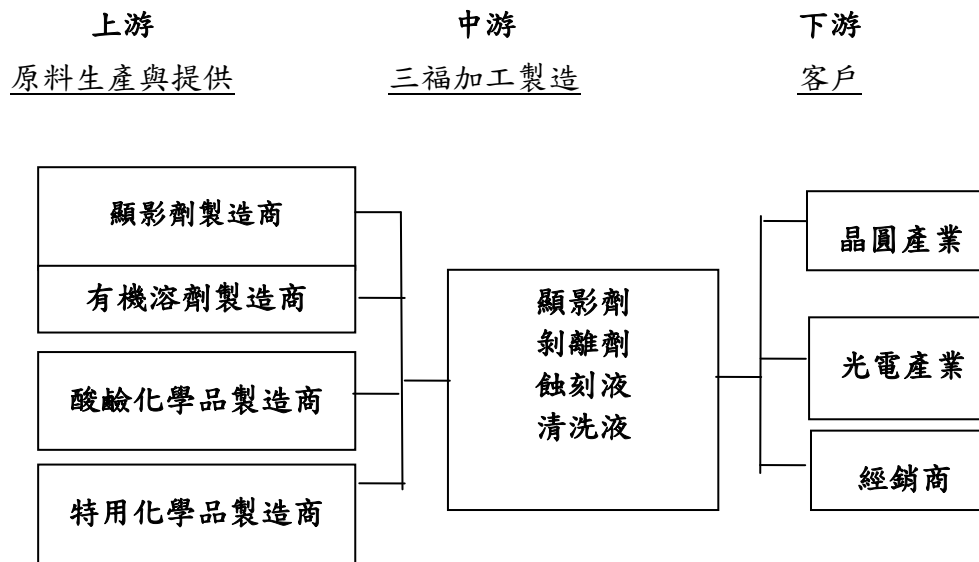 上游
中游
下游
原料生產與提供
三福加工製造
客戶
顯影劑製造商
有機溶劑製造商
酸鹼化學品製造商
特用化學品製造商
顯影劑
剝離劑
蝕刻液
清洗液
晶圓產業
光電產業
經銷商